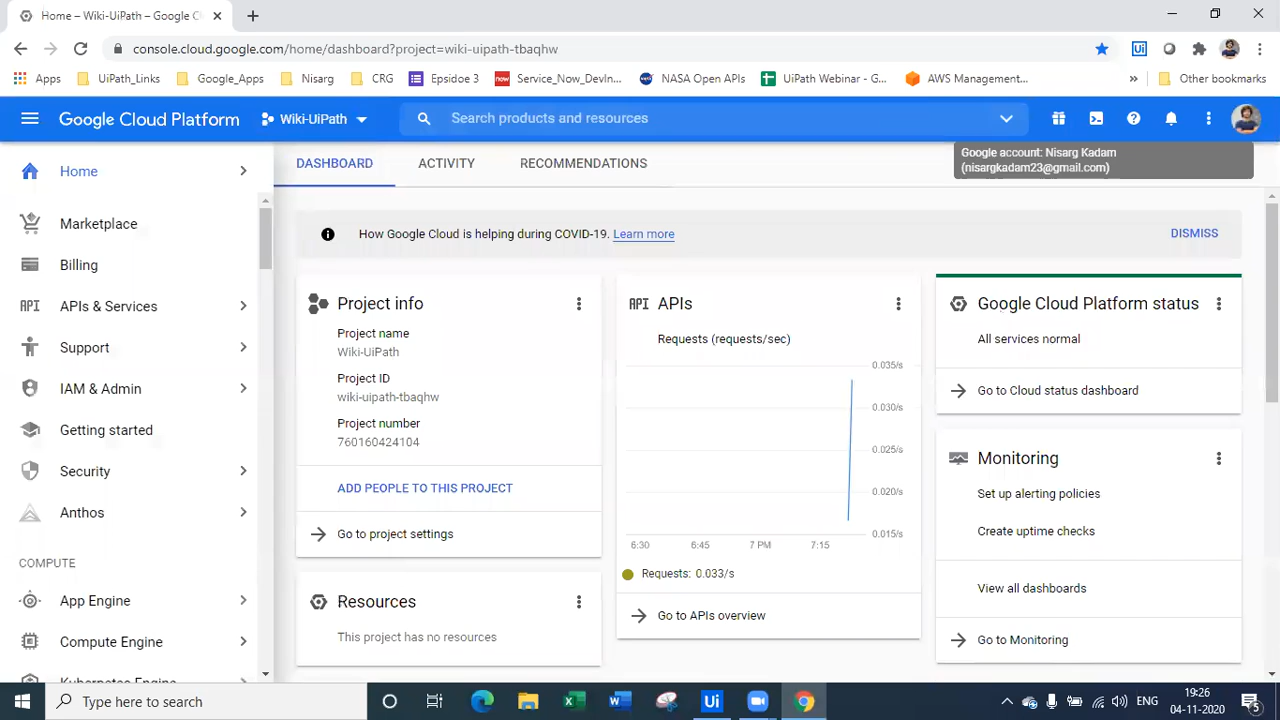 Home – Wiki-UiPath – Google C
console.cloud.google.com/home/dashboard?project=wiki-uipath-tbaqhw
Apps UiPath_Links Google_Apps Nisarg CRG Epsidoe 3 Service_Now_DevIn... NASA Open APIs UiPath Webinar - G... AWS Management... » Other bookmarks
Google Cloud Platform Wiki-UiPath Search products and resources
Google account: Nisarg Kadam
(nisargkadam23@gmail.com)
DASHBOARD ACTIVITY RECOMMENDATIONS
Home
Marketplace
Billing
APIs & Services
Support
IAM & Admin
Getting started
Security
Anthos
COMPUTE
App Engine
Compute Engine
Kubernetes Engine
How Google Cloud is helping during COVID-19. Learn more
DISMISS
Project info
Project name
Wiki-UiPath
Project ID
wiki-uipath-tbaqhw
Project number
760160424104
ADD PEOPLE TO THIS PROJECT
Go to project settings
Resources
This project has no resources
API APIs
Requests (requests/sec)
0.035/s
0.030/s
0.025/s
0.020/s
0.015/s
6:30 6:45 7 PM 7:15
Requests: 0.033/s
Go to APIs overview
Google Cloud Platform status
All services normal
Go to Cloud status dashboard
Monitoring
Set up alerting policies
Create uptime checks
View all dashboards
Go to Monitoring
Type here to search
ENG
19:26
04-11-2020
5